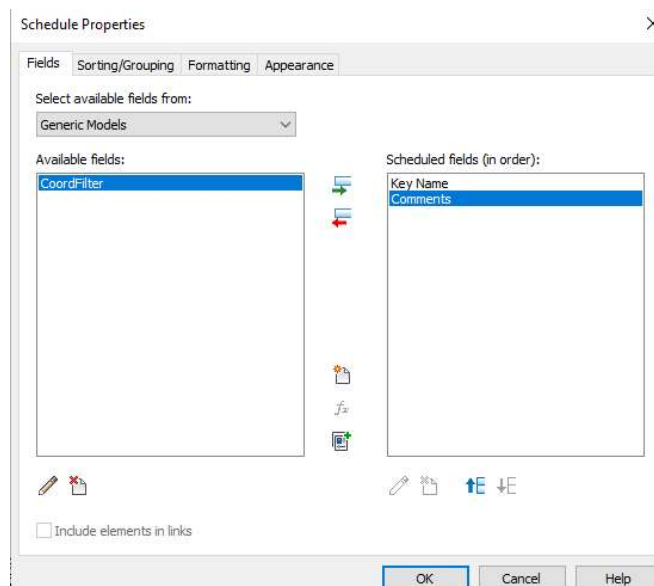 Schedule Properties
Fields
Sorting/Grouping
Formatting
Appearance
Select available fields from:
Generic Models
Available fields:
CoordFilter
Scheduled fields (in order):
Key Name
Comments
fx
Include elements in links
OK
Cancel
Help